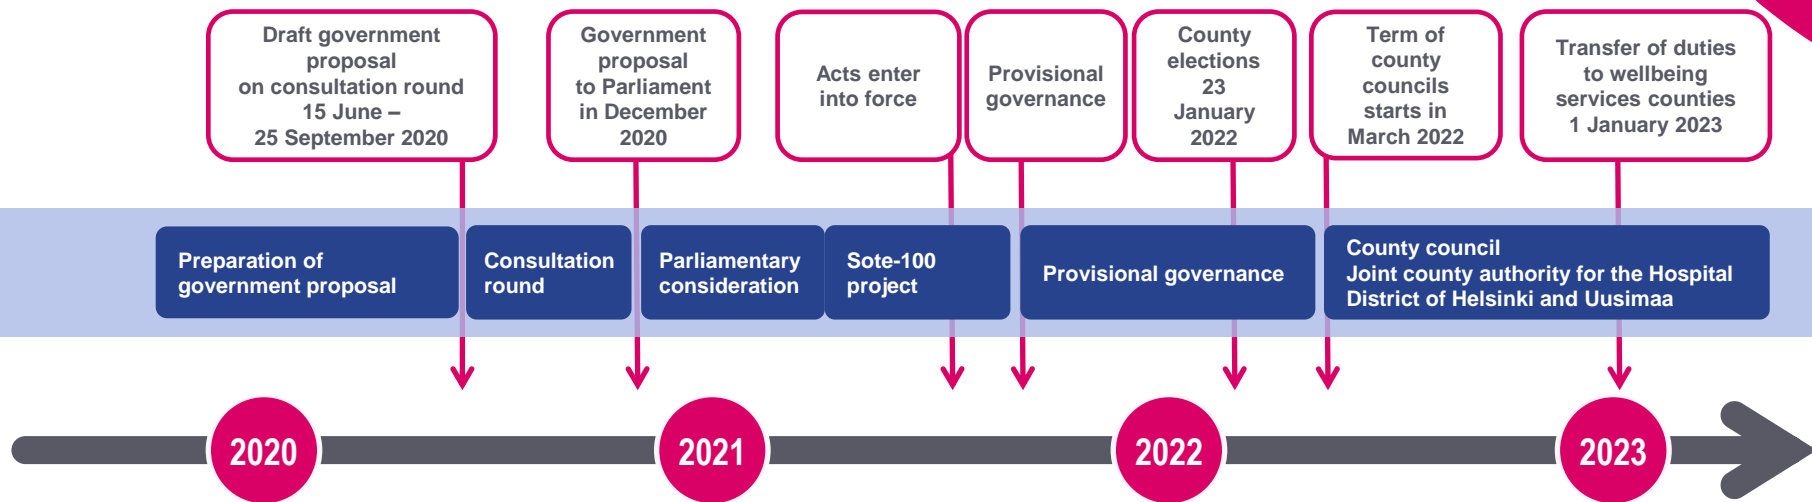 Draft government
proposal
on consultation round
15 June –
25 September 2020
Government
proposal
to Parliament
in December
2020
Acts enter
into force
Provisional
governance
County
elections
23
January
2022
Term of
county
councils
starts in
March 2022
Transfer of duties
to wellbeing
services counties
1 January 2023
Preparation of
government proposal
Consultation
round
Parliamentary
consideration
Sote-100
project
Provisional governance
County council
Joint county authority for the Hospital
District of Helsinki and Uusimaa
2020
2021
2022
2023